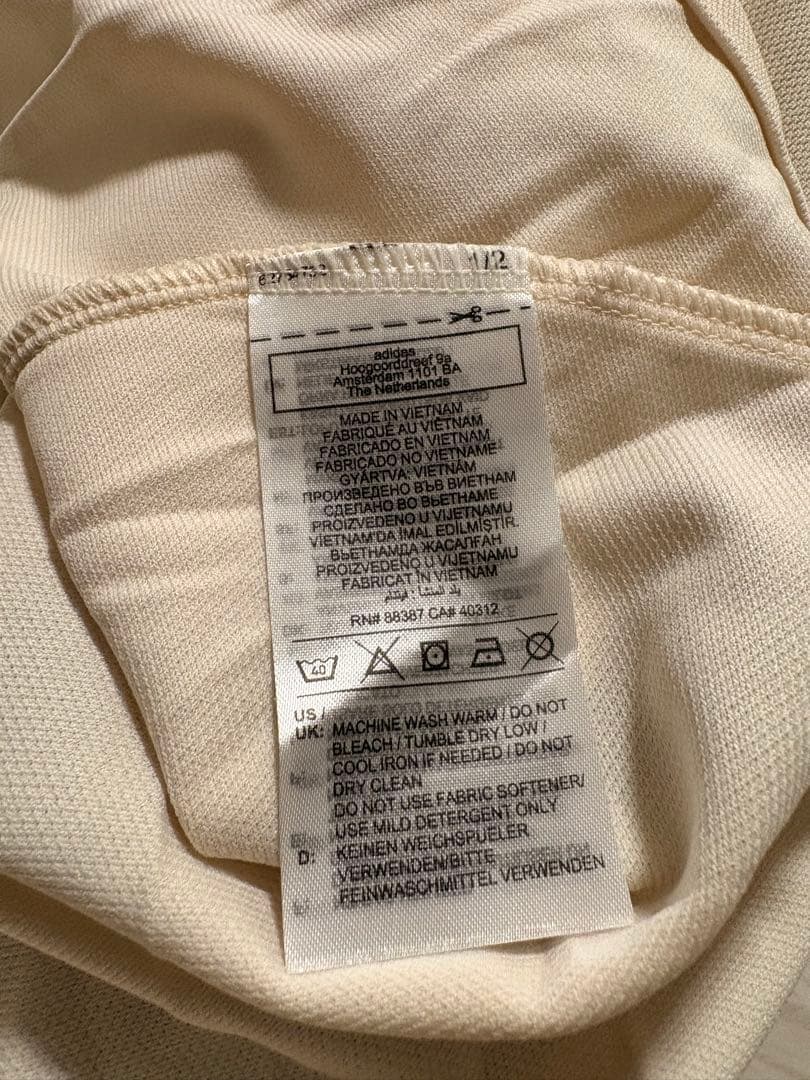 1/2
adidas
Hoogoorddreef 9a
Amsterdam 1101 BA
The Netherlands
MADE IN VIETNAM
FABRIQUÉ AU VIÊTNAM
FABRICADO EN VIETNAM
FABRICADO NO VIETNAME
GYÁRTVA: VIETNÁM
ПРОИЗВЕДЕНО ВЪВ ВИЕТНАМ
СДЕЛАНО ВО ВЬЕТНАМЕ
PROIZVEDENO U VIJETNAMU
VİETNAM'DA İMAL EDİLMİŞTİR.
ВЬЕТНАМДА ЖАСАЛҒАН
PROIZVEDENO U VIJETNAMU
FABRICAT ÎN VIETNAM
بلد المنشأ: فيتنام
RN# 88387 CA# 40312
40
US /
UK: MACHINE WASH WARM / DO NOT
BLEACH / TUMBLE DRY LOW /
COOL IRON IF NEEDED / DO NOT
DRY CLEAN
DO NOT USE FABRIC SOFTENER/
USE MILD DETERGENT ONLY
D: KEINEN WEICHSPUELER
VERWENDEN/BITTE
FEINWASCHMITTEL VERWENDEN